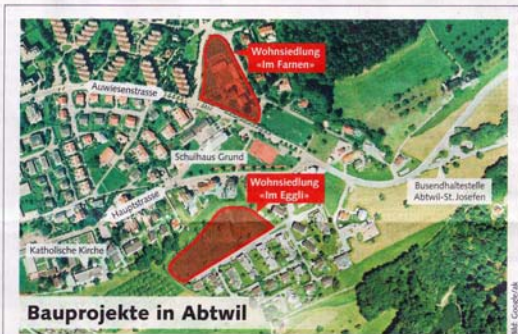 Wohnsiedlung
«Im Farnen»
Auwiesenstrasse
Schulhaus Grund
Wohnsiedlung
«Im Eggli»
Hauptstrasse
Busendhaltestelle
Abtwil-St. Josefen
Katholische Kirche
Bauprojekte in Abtwil